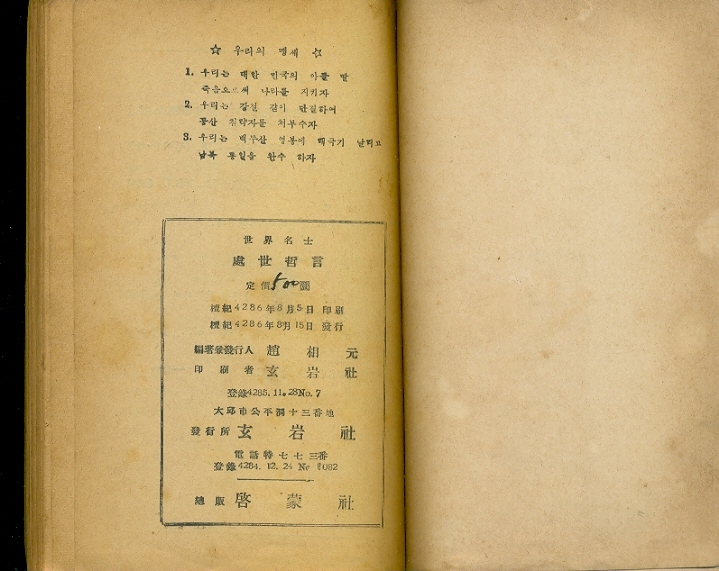 ☆ 우리의 맹세 ☆
1. 우리는 대한 민국의 아들 딸
죽음으로써 나라를 지키자
2. 우리는 강철 같이 단결하여
공산 침략자를 쳐부수자
3. 우리는 백두산 영봉에 태극기 날리고
남북 통일을 완수 하자
世界名士
處世哲言
定價 500圜
檀紀4286年8月5日 印刷
檀紀4286年8月15日 發行
編著兼發行人 趙相元
印刷者 玄岩社
登錄4285.11.28No.7
大邱市公平洞十三番地
發行所 玄岩社
電話特七七三番
登錄4284.12.24 No
總販 啓蒙社